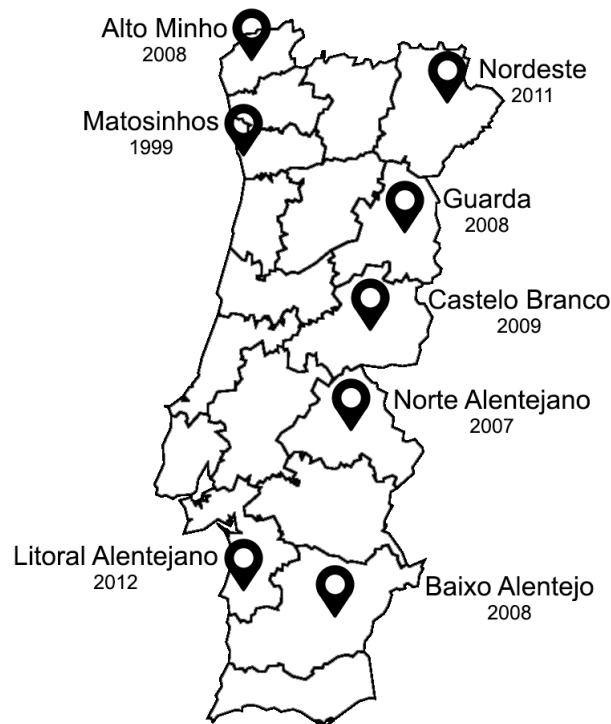 Alto Minho
2008
Nordeste
2011
Matosinhos
1999
Guarda
2008
Castelo Branco
2009
Norte Alentejano
2007
Litoral Alentejano
2012
Baixo Alentejo
2008